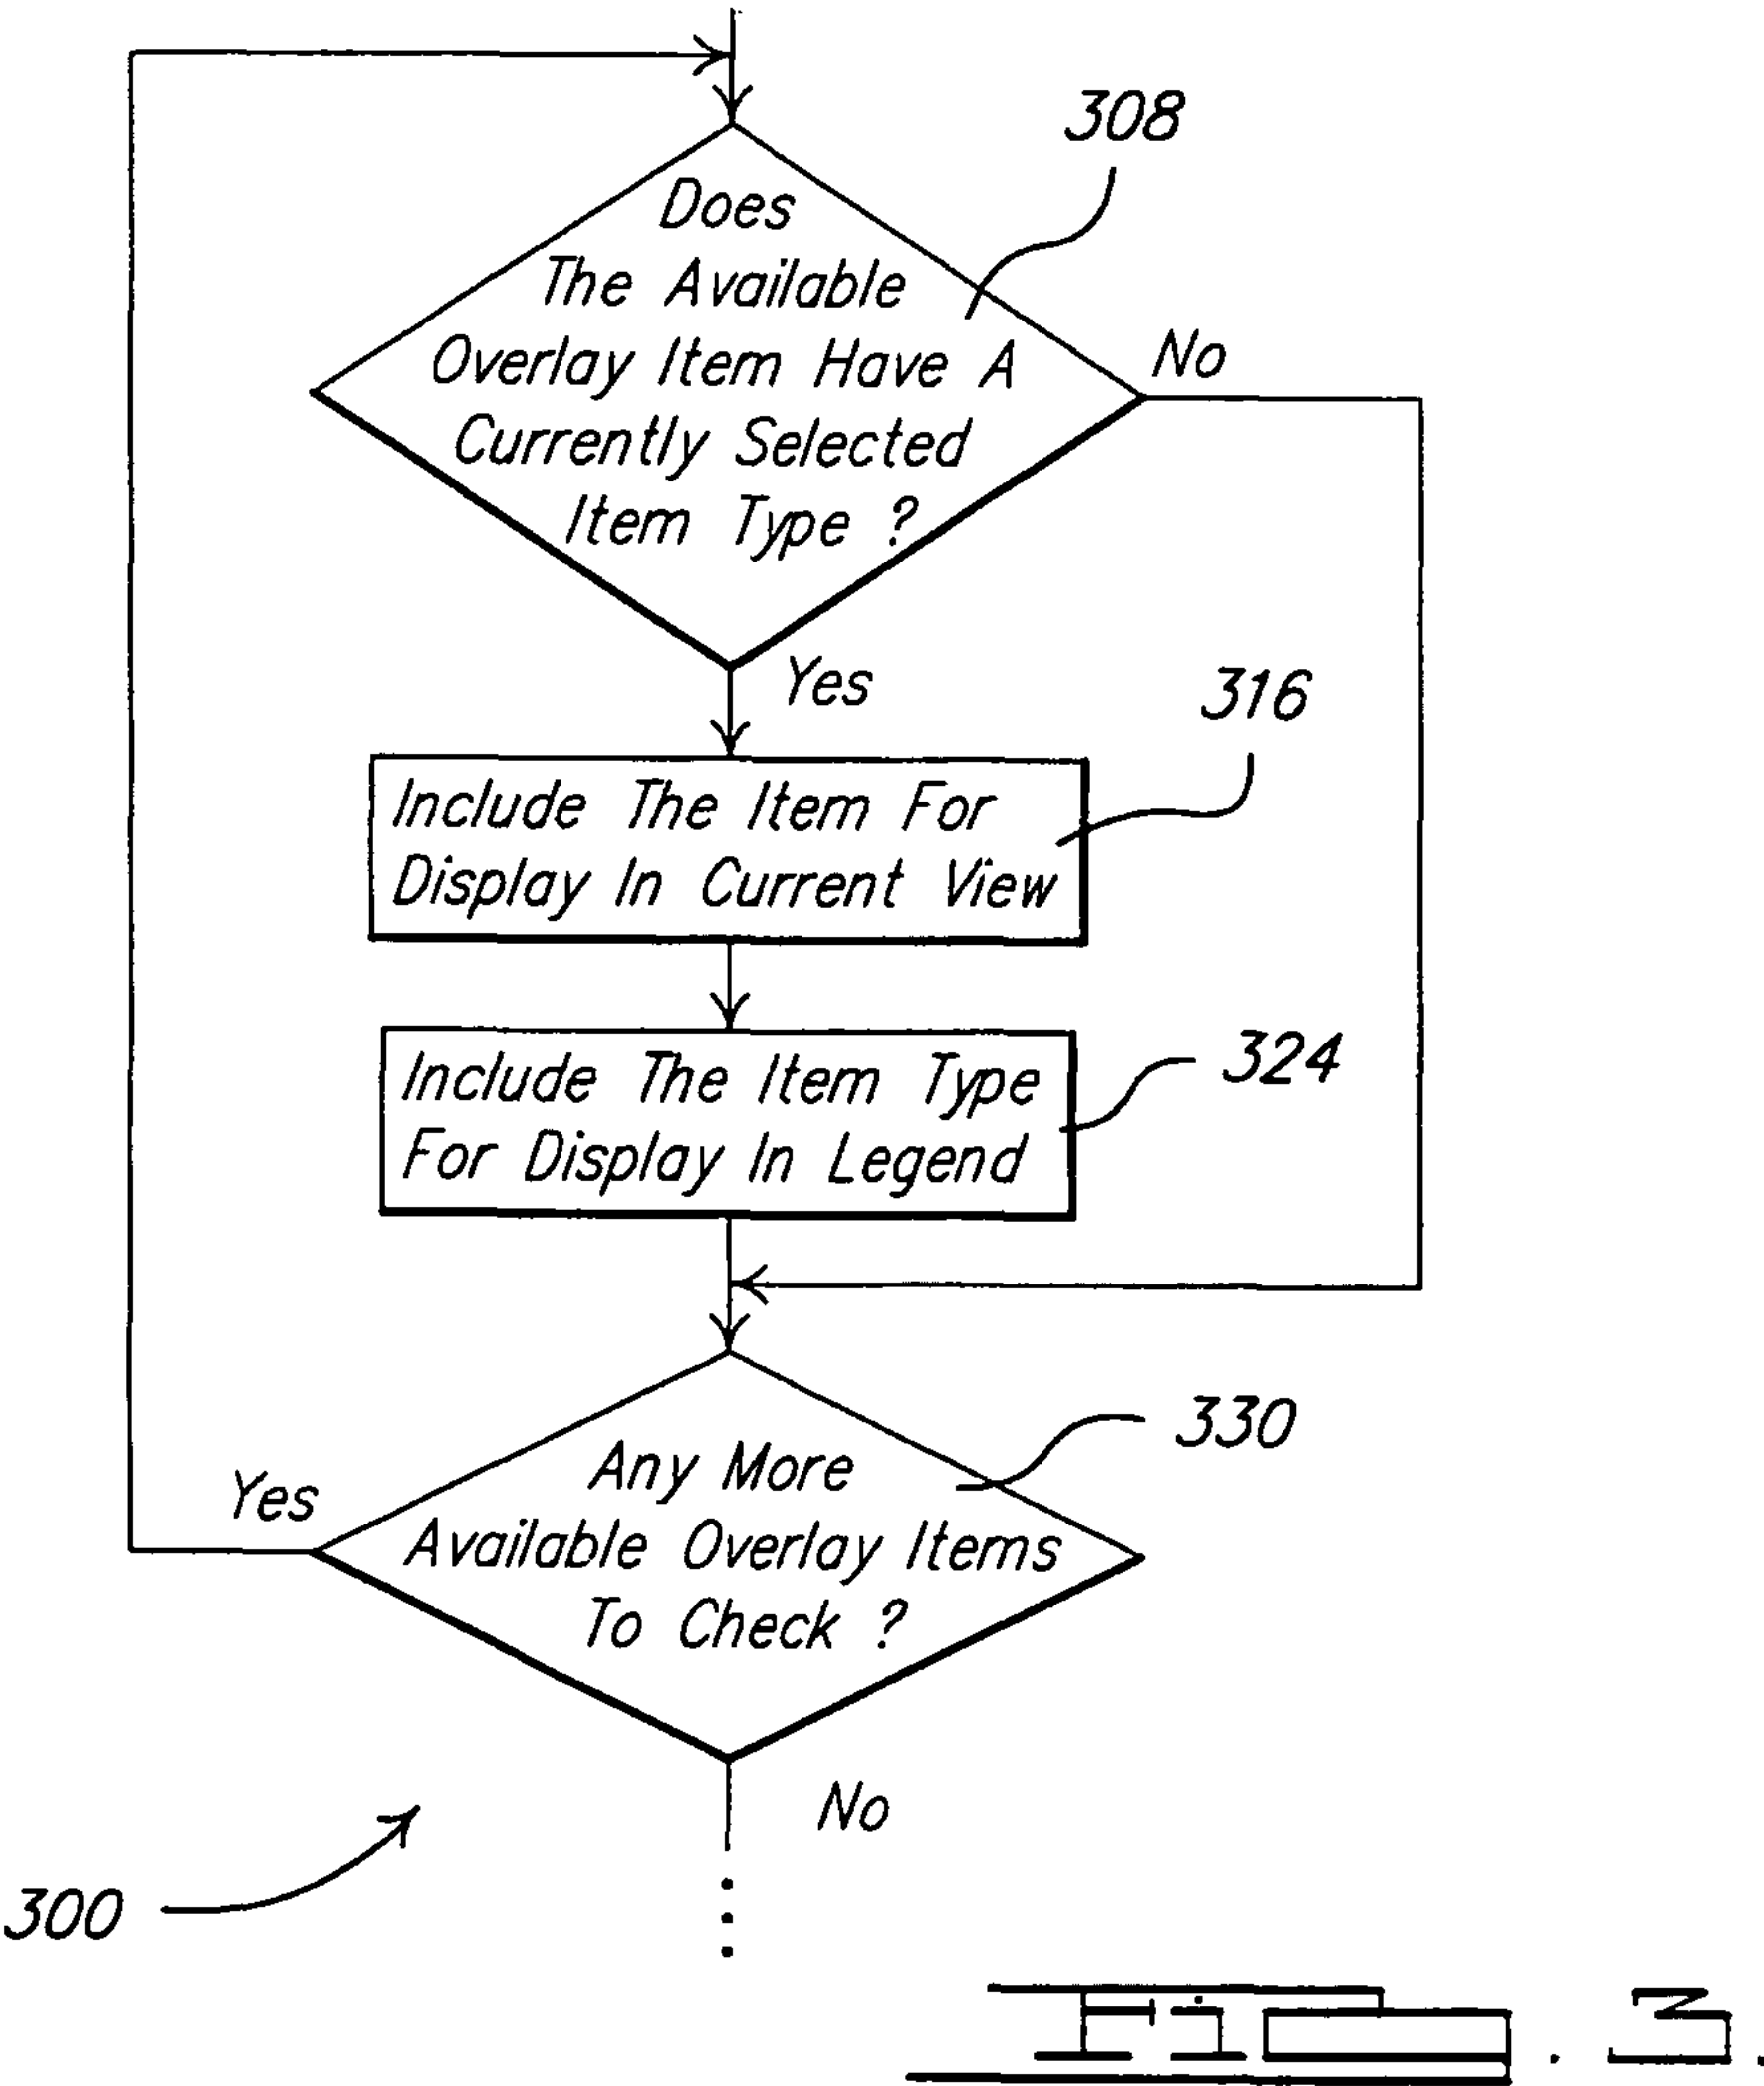 308
Does
The Available
Overlay Item Have A
Currently Selected
Item Type ?
No
Yes
316
Include The Item For
Display In Current View
324
Include The Item Type
For Display In Legend
330
Any More
Available Overlay Items
To Check ?
Yes
No
300
Fig. 3.